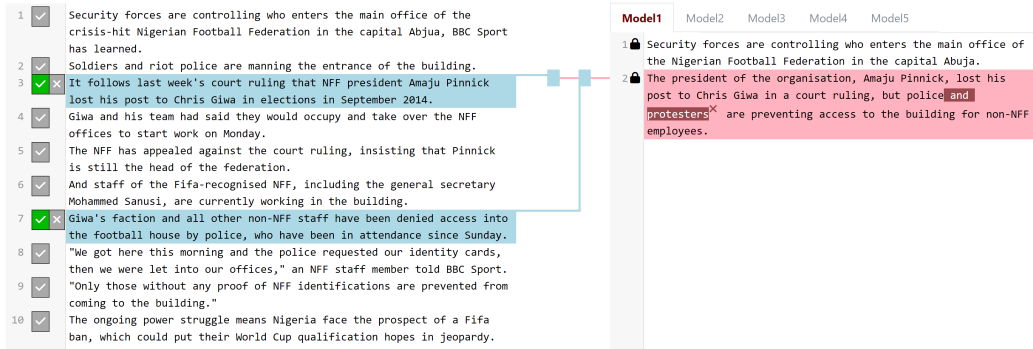 1 Security forces are controlling who enters the main office of the
crisis-hit Nigerian Football Federation in the capital Abjua, BBC Sport
has learned.
2 Soldiers and riot police are manning the entrance of the building.
3 It follows last week's court ruling that NFF president Amaju Pinnick
lost his post to Chris Giwa in elections in September 2014.
4 Giwa and his team had said they would occupy and take over the NFF
offices to start work on Monday.
5 The NFF has appealed against the court ruling, insisting that Pinnick
is still the head of the federation.
6 And staff of the Fifa-recognised NFF, including the general secretary
Mohammed Sanusi, are currently working in the building.
7 Giwa's faction and all other non-NFF staff have been denied access into
the football house by police, who have been in attendance since Sunday.
8 "We got here this morning and the police requested our identity cards,
then we were let into our offices," an NFF staff member told BBC Sport.
9 "Only those without any proof of NFF identifications are prevented from
coming to the building."
10 The ongoing power struggle means Nigeria face the prospect of a Fifa
ban, which could put their World Cup qualification hopes in jeopardy.
Model1 Model2 Model3 Model4 Model5
1 Security forces are controlling who enters the main office of
the Nigerian Football Federation in the capital Abuja.
2 The president of the organisation, Amaju Pinnick, lost his
post to Chris Giwa in a court ruling, but police and
protesters are preventing access to the building for non-NFF
employees.